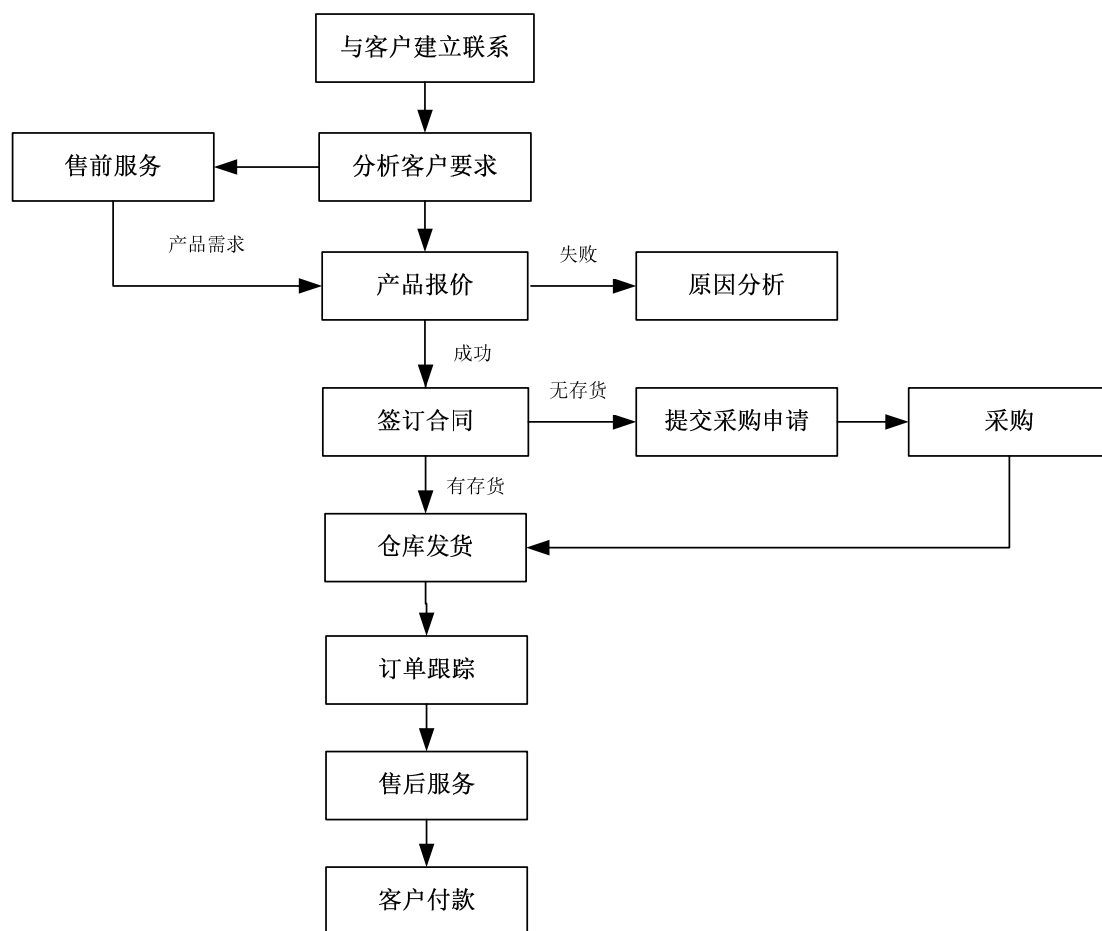 与客户建立联系
售前服务
分析客户要求
产品需求
产品报价
失败
原因分析
成功
签订合同
无存货
提交采购申请
采购
有存货
仓库发货
订单跟踪
售后服务
客户付款